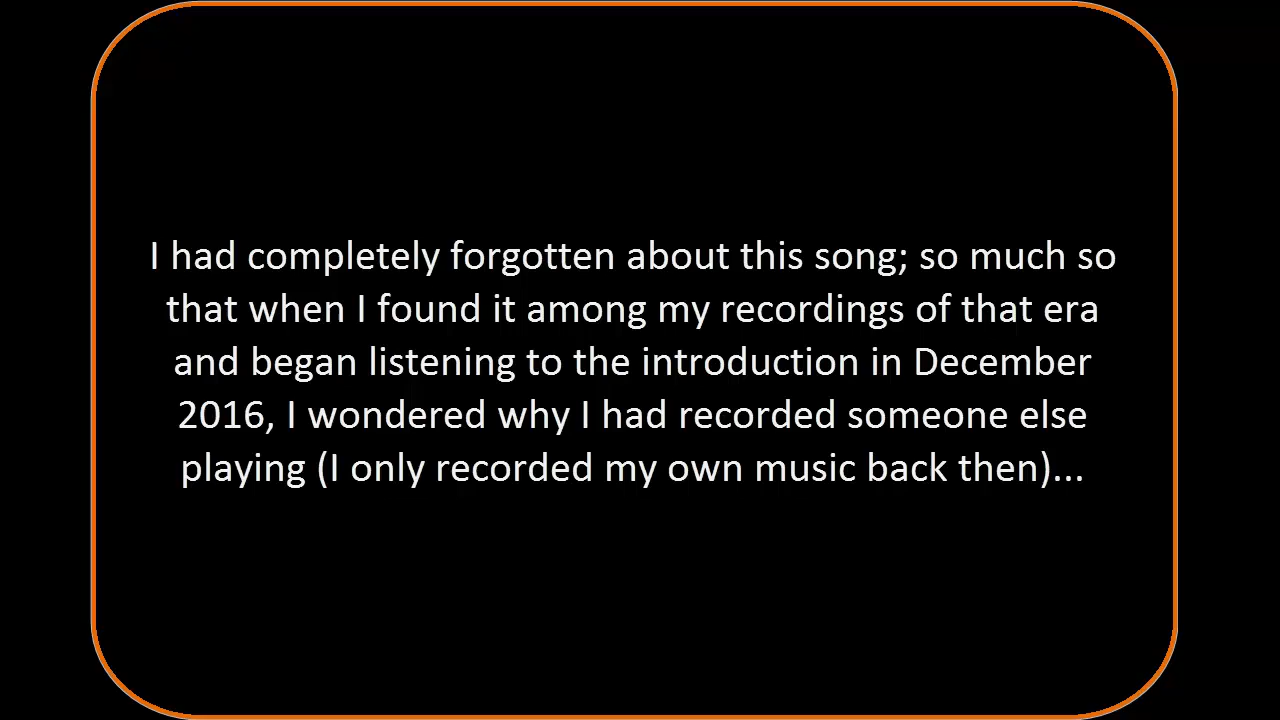 I had completely forgotten about this song; so much so
that when I found it among my recordings of that era
and began listening to the introduction in December
2016, I wondered why I had recorded someone else
playing (I only recorded my own music back then)...